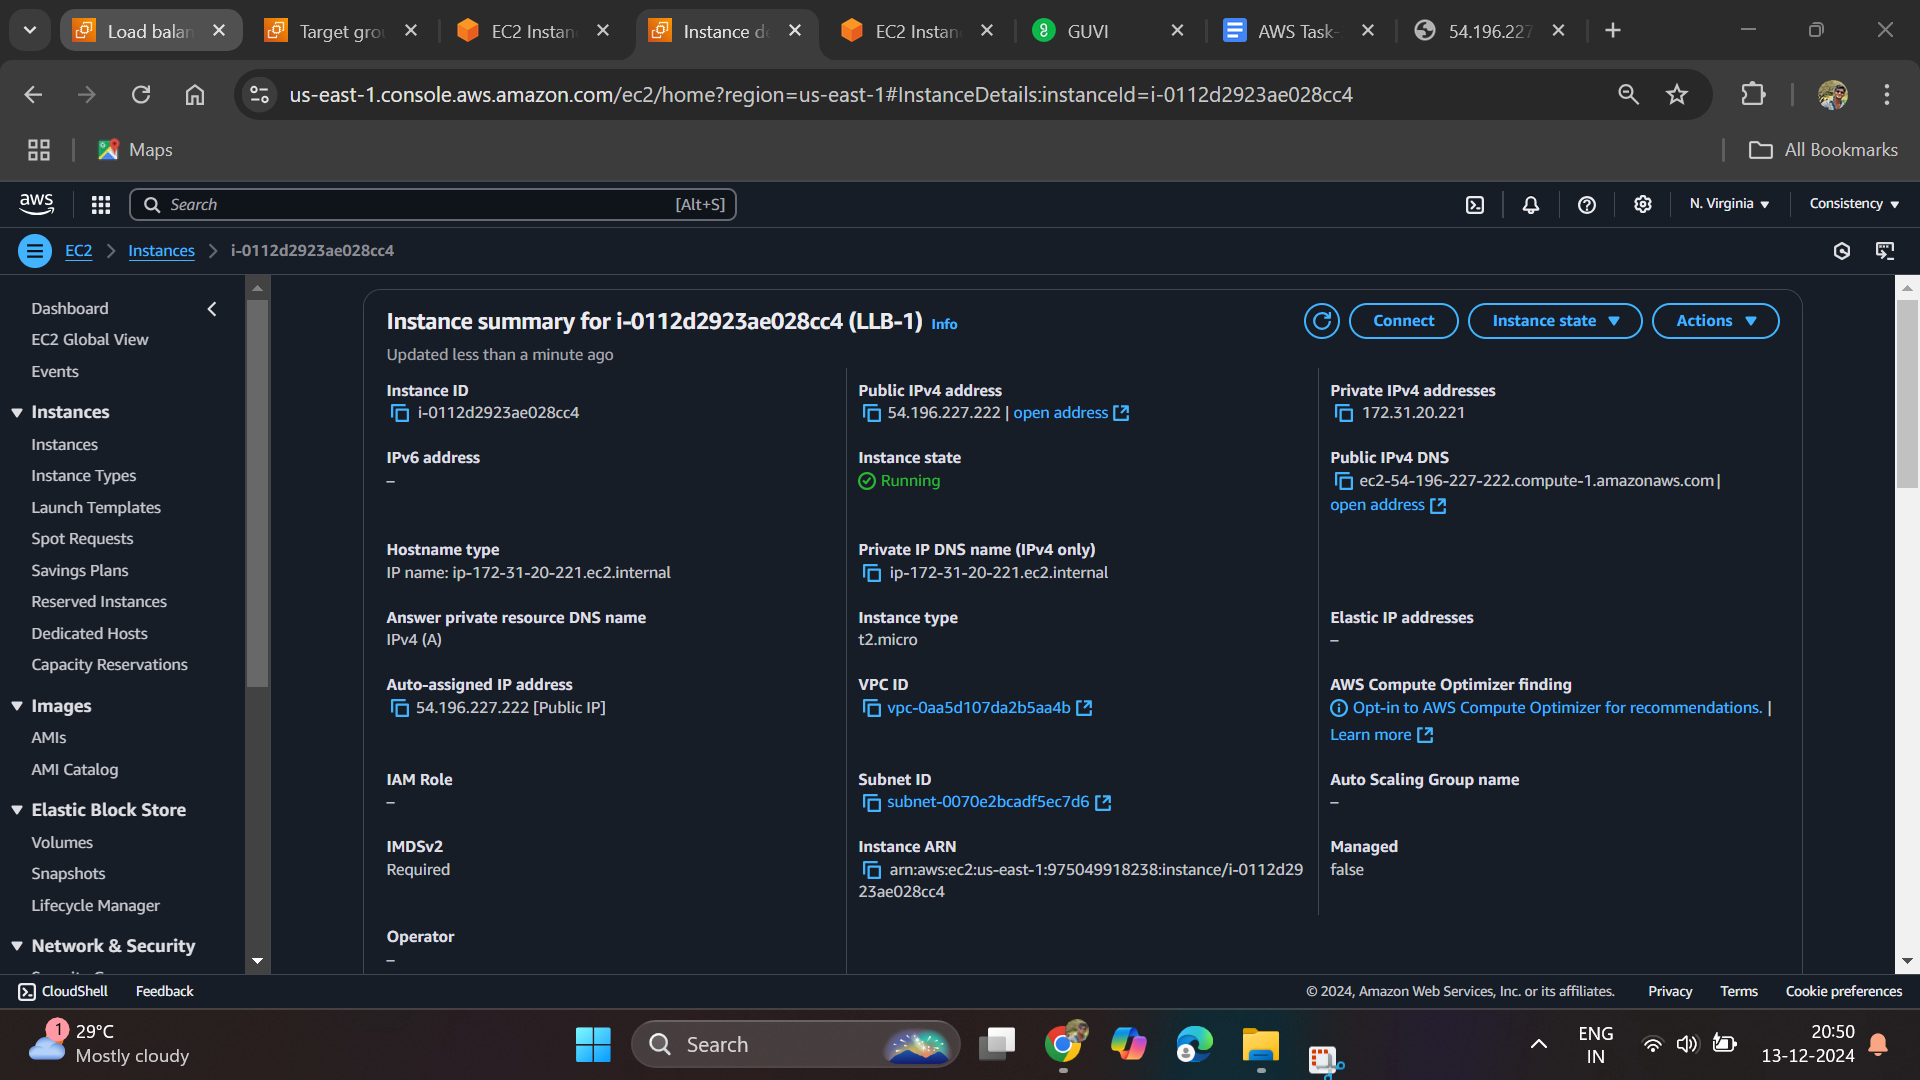 Load balan
Target gro
EC2 Instan
Instance de
EC2 Instan
GUVI
AWS Task-
54.196.227
us-east-1.console.aws.amazon.com/ec2/home?region=us-east-1#InstanceDetails:instanceId=i-0112d2923ae028cc4
Maps
All Bookmarks
aws
Search
[Alt+S]
N. Virginia
Consistency
EC2
Instances
i-0112d2923ae028cc4
Dashboard
EC2 Global View
Events
Instances
Instances
Instance Types
Launch Templates
Spot Requests
Savings Plans
Reserved Instances
Dedicated Hosts
Capacity Reservations
Images
AMIs
AMI Catalog
Elastic Block Store
Volumes
Snapshots
Lifecycle Manager
Network & Security
Instance summary for i-0112d2923ae028cc4 (LLB-1) Info
Updated less than a minute ago
Connect
Instance state
Actions
Instance ID
i-0112d2923ae028cc4
Public IPv4 address
54.196.227.222 | open address
Private IPv4 addresses
172.31.20.221
IPv6 address
–
Instance state
Running
Public IPv4 DNS
ec2-54-196-227-222.compute-1.amazonaws.com |
open address
Hostname type
IP name: ip-172-31-20-221.ec2.internal
Private IP DNS name (IPv4 only)
ip-172-31-20-221.ec2.internal
Answer private resource DNS name
IPv4 (A)
Instance type
t2.micro
Elastic IP addresses
–
Auto-assigned IP address
54.196.227.222 [Public IP]
VPC ID
vpc-0aa5d107da2b5aa4b
AWS Compute Optimizer finding
Opt-in to AWS Compute Optimizer for recommendations. |
Learn more
IAM Role
–
Subnet ID
subnet-0070e2bcadf5ec7d6
Auto Scaling Group name
–
IMDSv2
Required
Instance ARN
arn:aws:ec2:us-east-1:975049918238:instance/i-0112d29
23ae028cc4
Managed
false
Operator
–
CloudShell
Feedback
© 2024, Amazon Web Services, Inc. or its affiliates.
Privacy
Terms
Cookie preferences
1
29°C
Mostly cloudy
Search
ENG
IN
20:50
13-12-2024